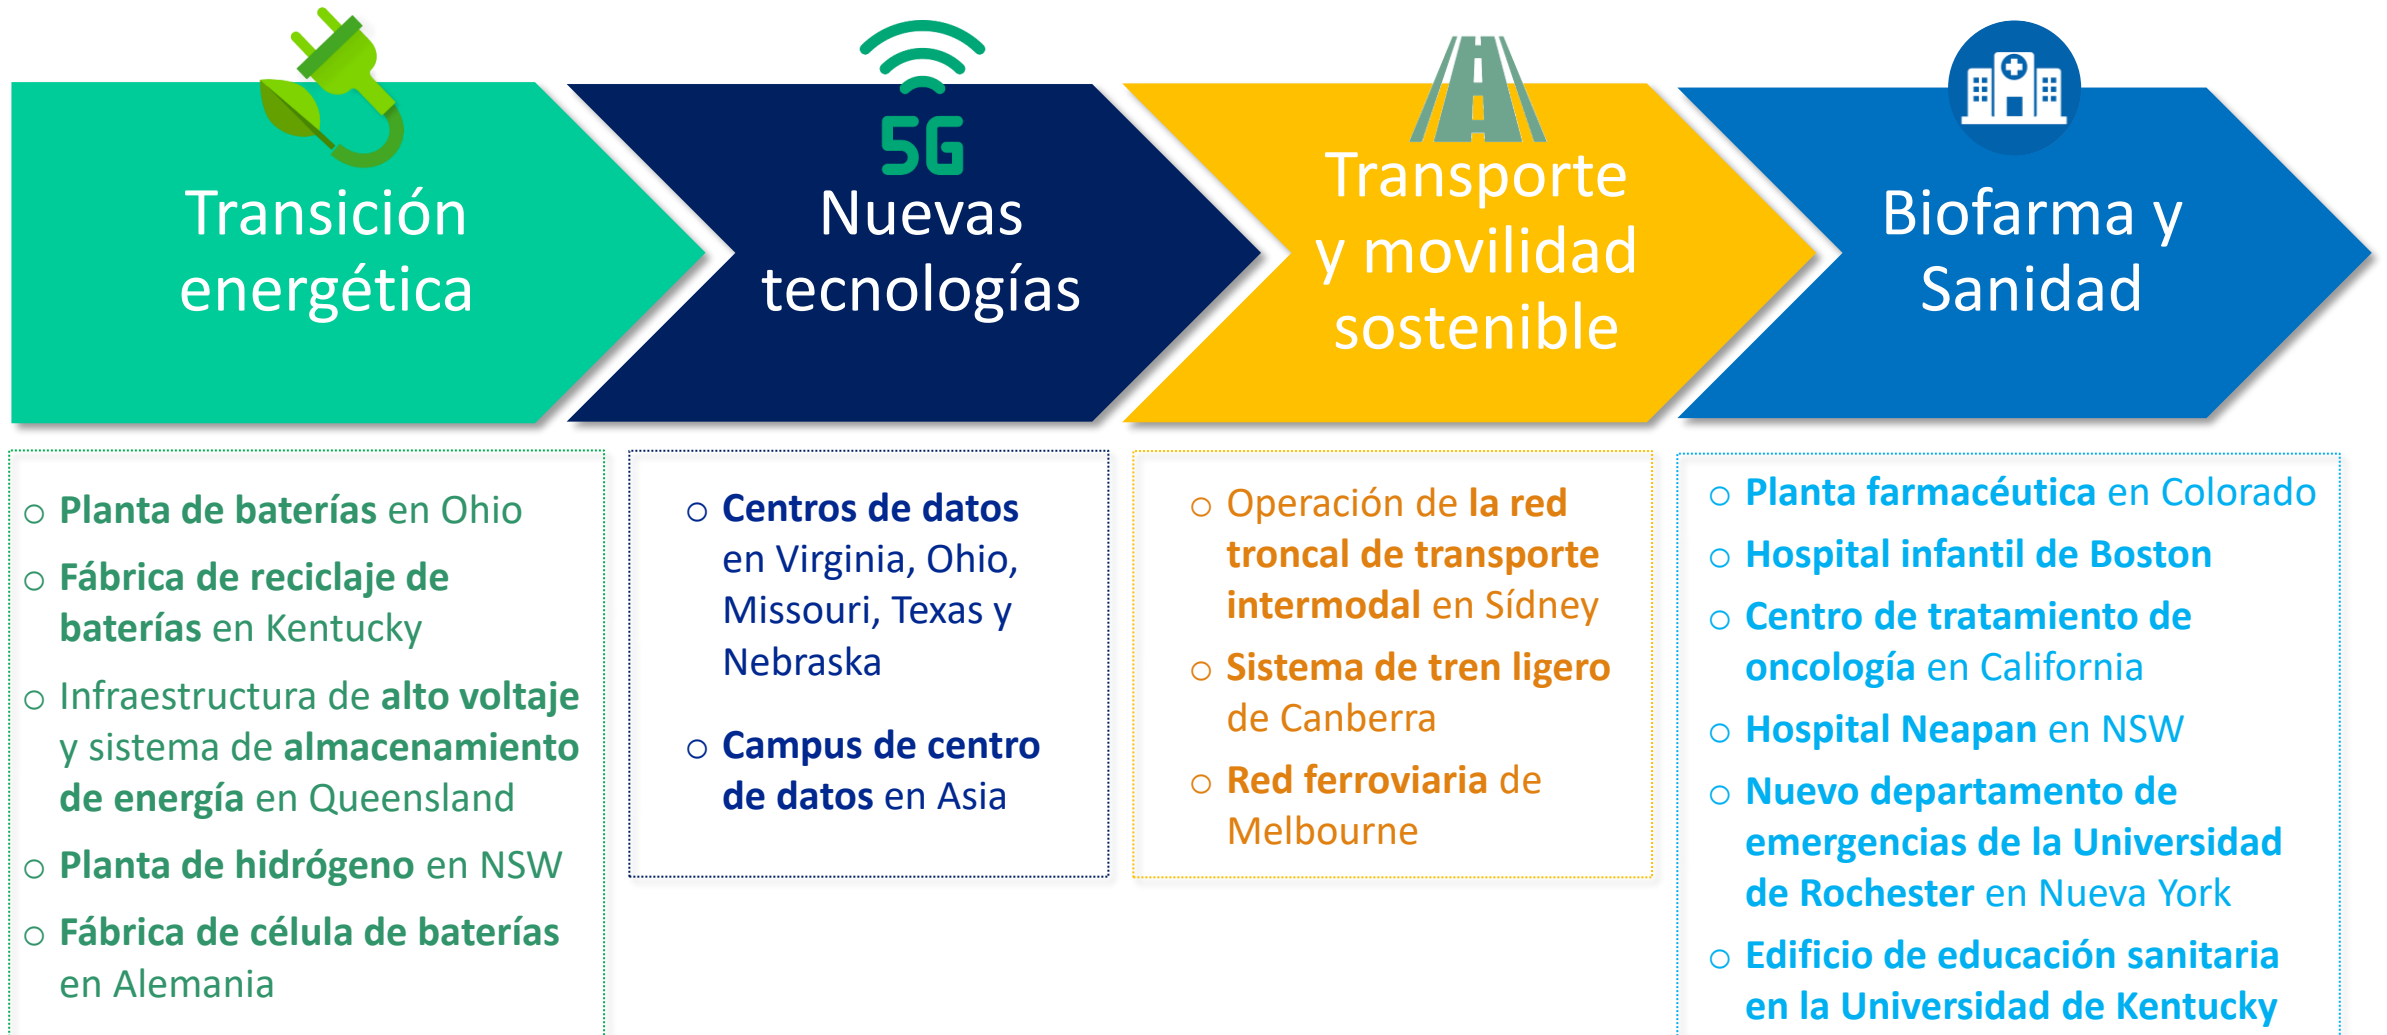 5G
Transición
energética
Nuevas
tecnologías
Transporte
y movilidad
sostenible
Biofarma y
Sanidad
o Planta de baterías en Ohio
o Fábrica de reciclaje de
baterías en Kentucky
o Infraestructura de alto voltaje
y sistema de almacenamiento
de energía en Queensland
o Planta de hidrógeno en NSW
o Fábrica de célula de baterías
en Alemania
o Centros de datos
en Virginia, Ohio,
Missouri, Texas y
Nebraska
o Campus de centro
de datos en Asia
o Operación de la red
troncal de transporte
intermodal en Sídney
o Sistema de tren ligero
de Canberra
o Red ferroviaria de
Melbourne
o Planta farmacéutica en Colorado
o Hospital infantil de Boston
o Centro de tratamiento de
oncología en California
o Hospital Neapan en NSW
o Nuevo departamento de
emergencias de la Universidad
de Rochester en Nueva York
o Edificio de educación sanitaria
en la Universidad de Kentucky